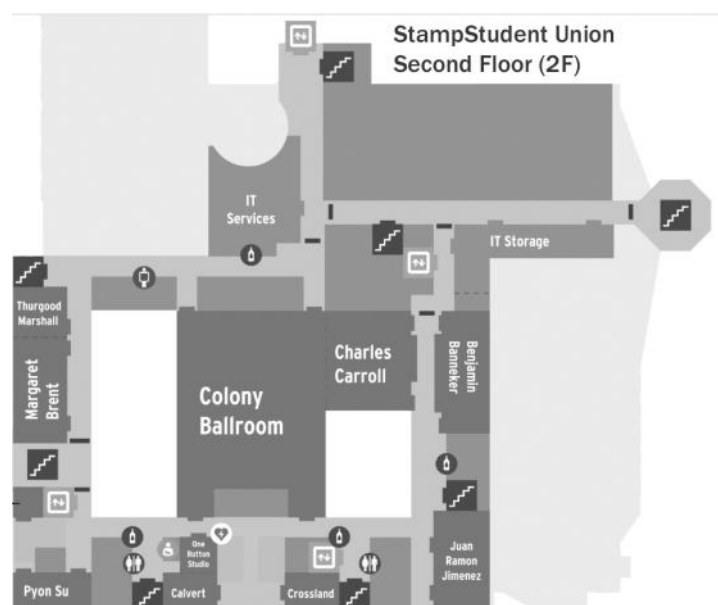 StampStudent Union
Second Floor (2F)
IT
Services
IT Storage
Thurgood
Marshall
Margaret
Brent
Colony
Ballroom
Charles
Carroll
Benjamin
Banneker
One
Button
Studio
Juan
Ramon
Jimenez
Pyon Su
Calvert
Crossland